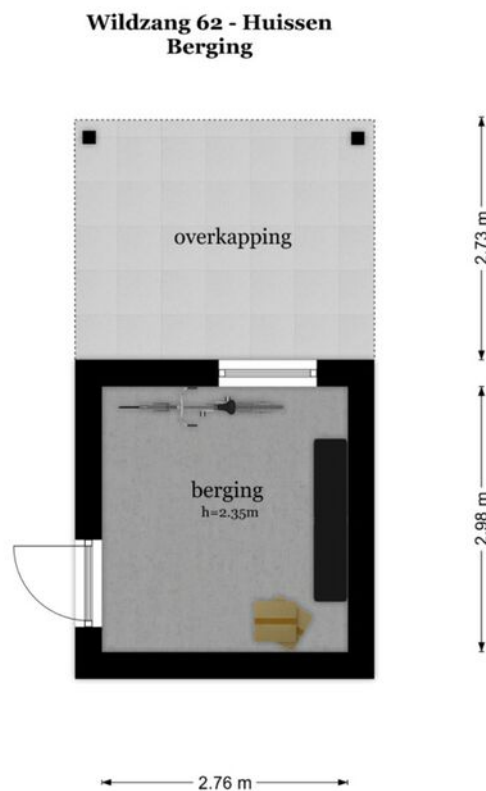 Wildzang 62 - Huissen
Berging
overkapping
2.73 m
berging
h=2.35m
2.98 m
2.76 m